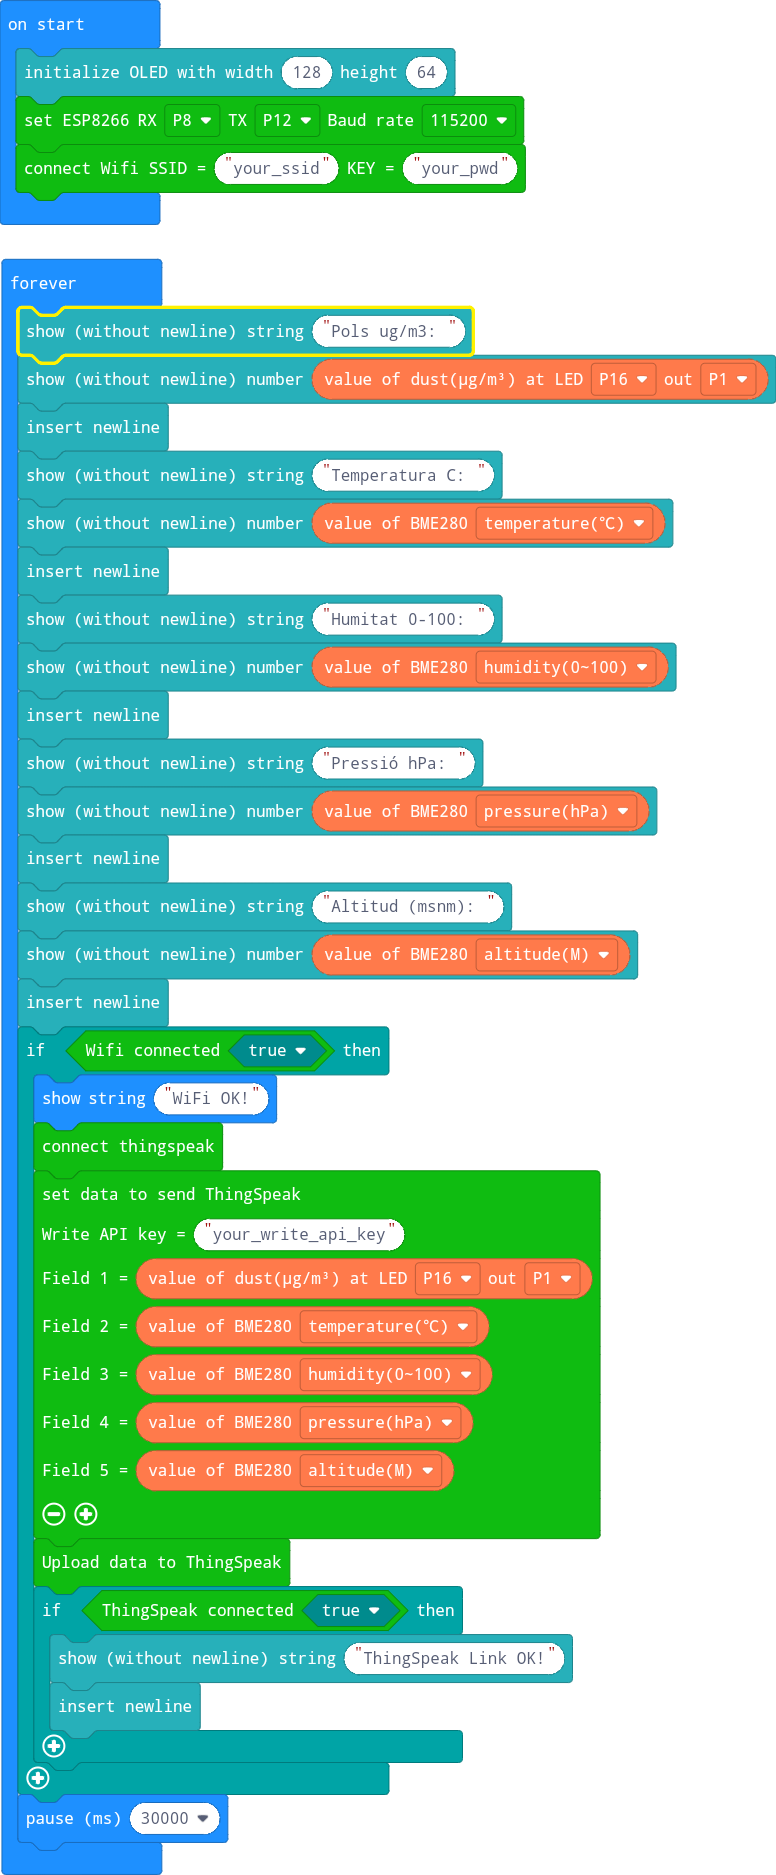 on start
initialize OLED with width 128 height 64
set ESP8266 RX P8 TX P12 Baud rate 115200
connect Wifi SSID = "your_ssid" KEY = "your_pwd"
forever
show (without newline) string "Pols ug/m3: "
show (without newline) number value of dust(μg/m³) at LED P16 out P1
insert newline
show (without newline) string "Temperatura C: "
show (without newline) number value of BME280 temperature(℃)
insert newline
show (without newline) string "Humitat 0-100: "
show (without newline) number value of BME280 humidity(0~100)
insert newline
show (without newline) string "Pressió hPa: "
show (without newline) number value of BME280 pressure(hPa)
insert newline
show (without newline) string "Altitud (msnm): "
show (without newline) number value of BME280 altitude(M)
insert newline
if Wifi connected true then
show string "WiFi OK!"
connect thingspeak
set data to send ThingSpeak
Write API key = "your_write_api_key"
Field 1 = value of dust(μg/m³) at LED P16 out P1
Field 2 = value of BME280 temperature(℃)
Field 3 = value of BME280 humidity(0~100)
Field 4 = value of BME280 pressure(hPa)
Field 5 = value of BME280 altitude(M)
Upload data to ThingSpeak
if ThingSpeak connected true then
show (without newline) string "ThingSpeak Link OK!"
insert newline
pause (ms) 30000